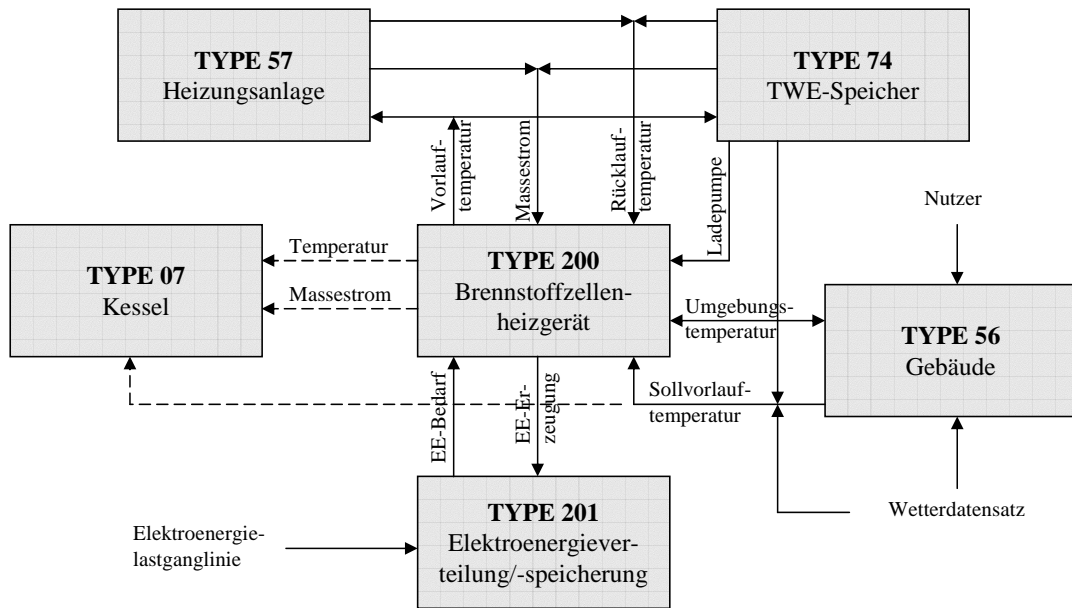 TYPE 57
Heizungsanlage
TYPE 74
TWE-Speicher
Vorlauf-
temperatur
Massestrom
Rücklauf-
temperatur
Ladepumpe
Nutzer
TYPE 07
Kessel
Temperatur
Massestrom
TYPE 200
Brennstoffzellen-
heizgerät
Umgebungs-
temperatur
TYPE 56
Gebäude
Sollvorlauf-
temperatur
EE-Bedarf
EE-Er-
zeugung
Wetterdatensatz
Elektroenergie-
lastganglinie
TYPE 201
Elektroenergiever-
teilung/-speicherung